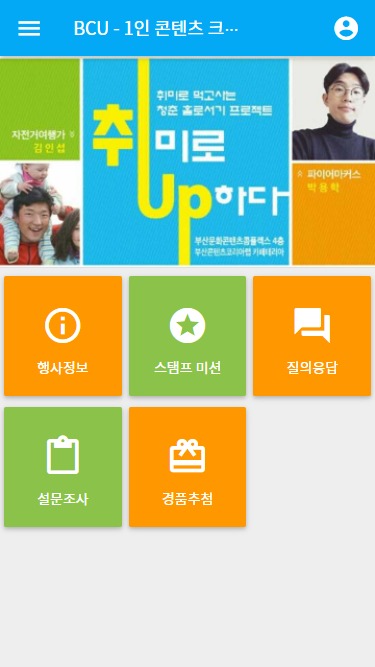 BCU - 1인 콘텐츠 크...
취미로 먹고사는
청춘 홀로서기 프로젝트
취미로
Up하다
자전거여행가
김인섭
파이어마커스
박용학
부산문화콘텐츠콤플렉스 4층
부산콘텐츠코리아랩 카페테리아
행사정보
스탬프 미션
질의응답
설문조사
경품추첨